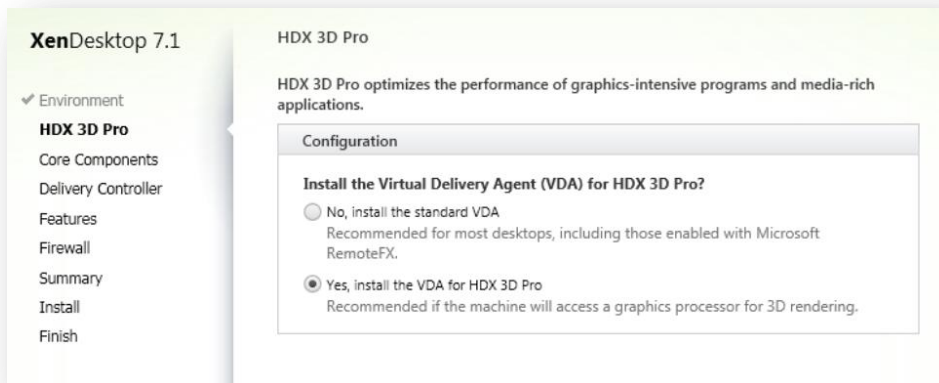 XenDesktop 7.1
Environment
HDX 3D Pro
Core Components
Delivery Controller
Features
Firewall
Summary
Install
Finish
HDX 3D Pro
HDX 3D Pro optimizes the performance of graphics-intensive programs and media-rich
applications.
Configuration
Install the Virtual Delivery Agent (VDA) for HDX 3D Pro?
No, install the standard VDA
Recommended for most desktops, including those enabled with Microsoft
RemoteFX.
Yes, install the VDA for HDX 3D Pro
Recommended if the machine will access a graphics processor for 3D rendering.